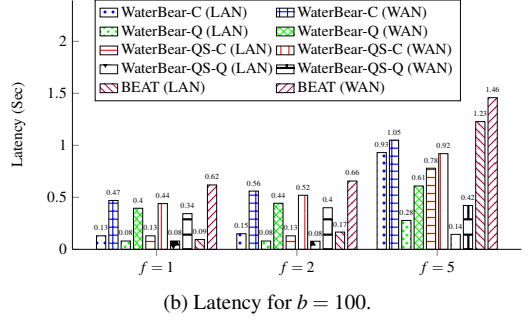 WaterBear-C (LAN) WaterBear-C (WAN)
WaterBear-Q (LAN) WaterBear-Q (WAN)
WaterBear-QS-C (LAN) WaterBear-QS-C (WAN)
WaterBear-QS-Q (LAN) WaterBear-QS-Q (WAN)
BEAT (LAN) BEAT (WAN)
Latency (Sec)
2
1.5
1
0.5
0
0.13 0.47 0.08 0.4 0.13 0.44 0.08 0.34 0.09 0.62
0.15 0.56 0.08 0.44 0.13 0.52 0.08 0.4 0.17 0.66
0.93 1.05 0.28 0.61 0.78 0.92 0.14 0.42 1.23 1.46
f = 1 f = 2 f = 5
(b) Latency for b = 100.